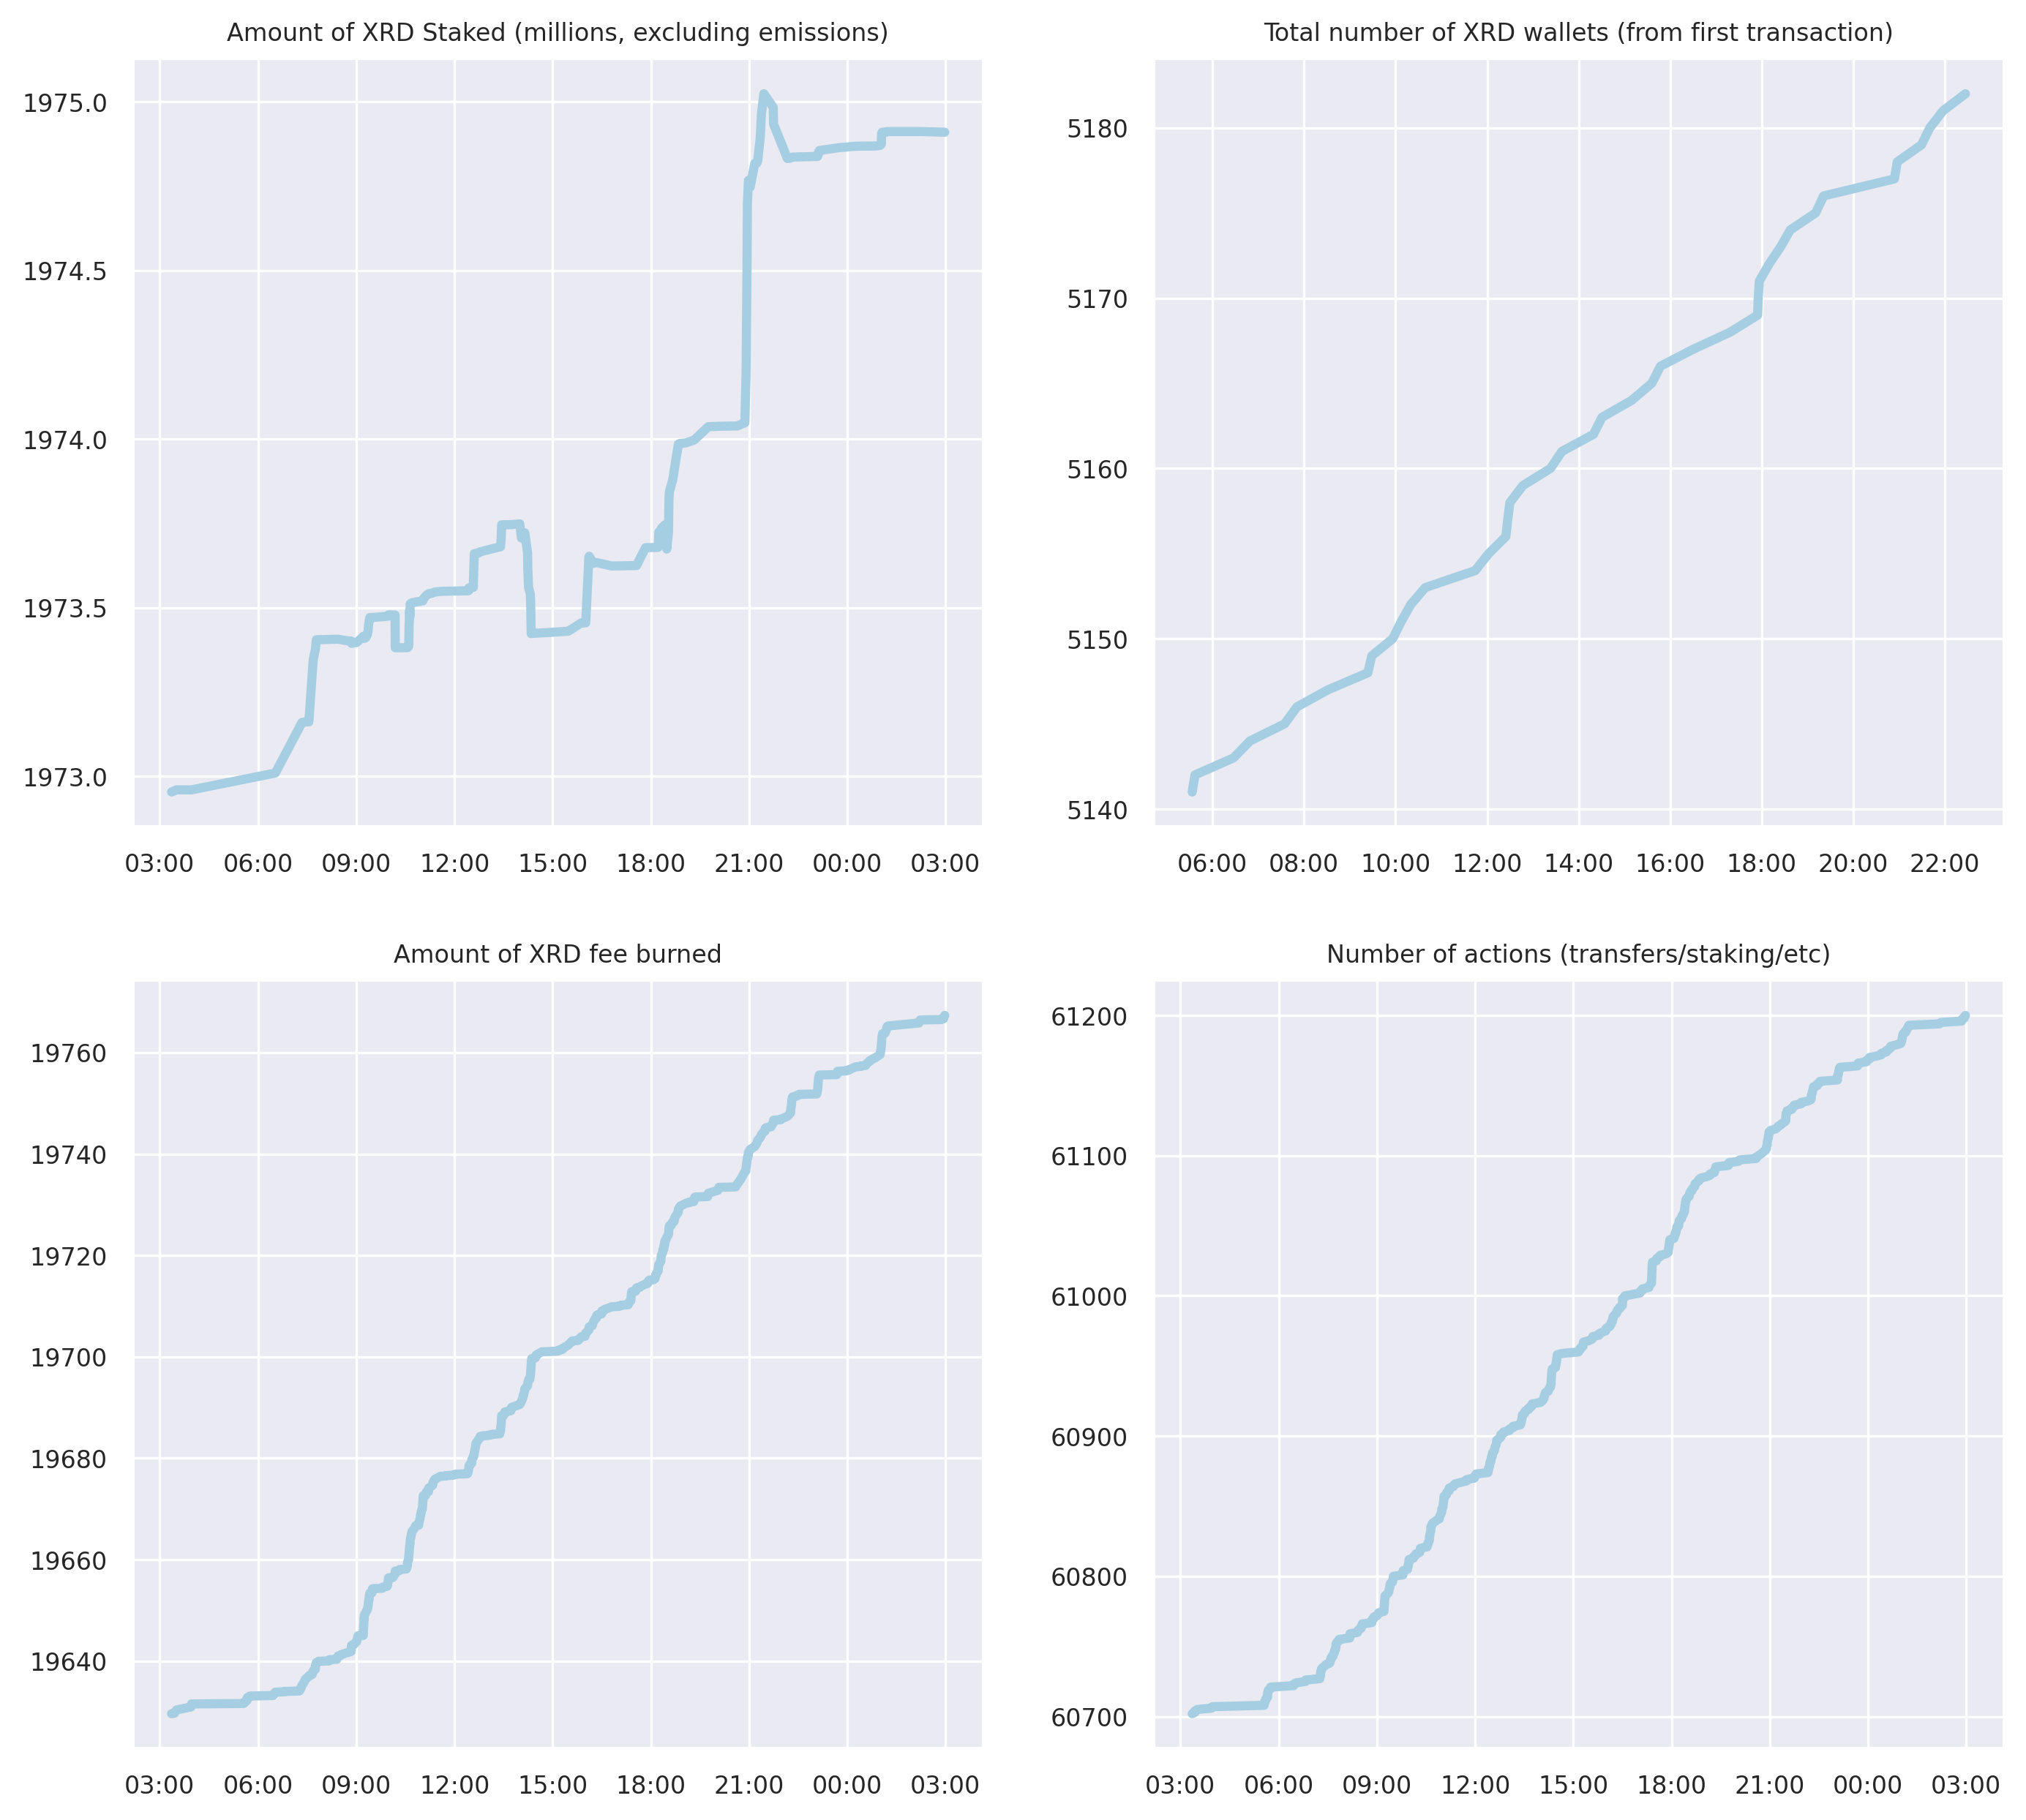 Amount of XRD Staked (millions, excluding emissions)
1975.0
1974.5
1974.0
1973.5
1973.0
03:00 06:00 09:00 12:00 15:00 18:00 21:00 00:00 03:00
Total number of XRD wallets (from first transaction)
5180
5170
5160
5150
5140
06:00 08:00 10:00 12:00 14:00 16:00 18:00 20:00 22:00
Amount of XRD fee burned
19760
19740
19720
19700
19680
19660
19640
03:00 06:00 09:00 12:00 15:00 18:00 21:00 00:00 03:00
Number of actions (transfers/staking/etc)
61200
61100
61000
60900
60800
60700
03:00 06:00 09:00 12:00 15:00 18:00 21:00 00:00 03:00